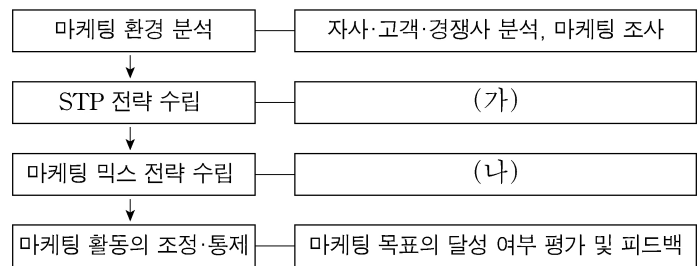 마케팅 환경 분석
자사·고객·경쟁사 분석, 마케팅 조사
STP 전략 수립
(가)
마케팅 믹스 전략 수립
(나)
마케팅 활동의 조정·통제
마케팅 목표의 달성 여부 평가 및 피드백